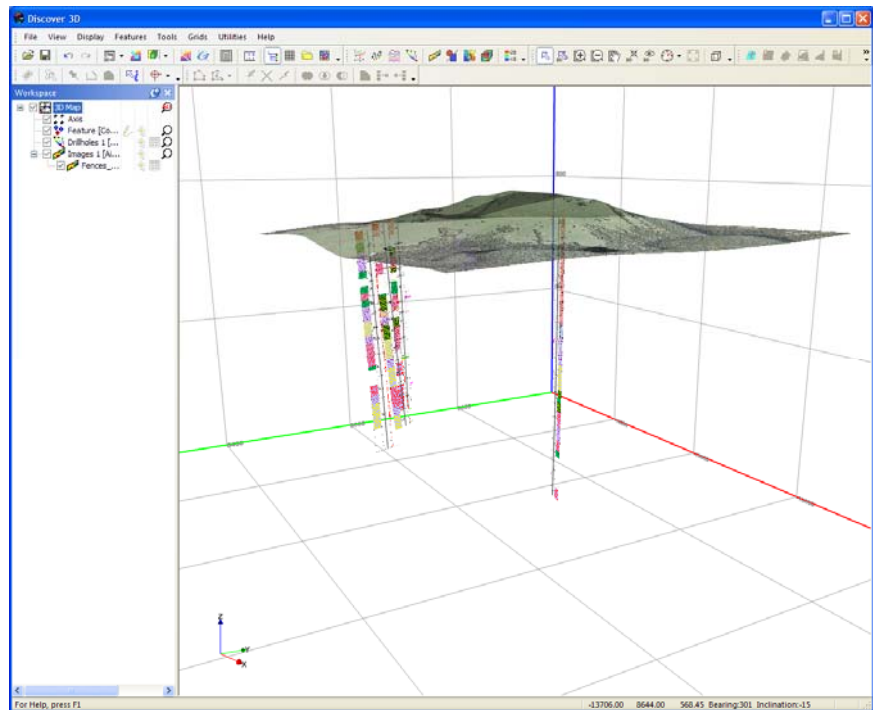 Discover 3D
File View Display Features Tools Grids Utilities Help
Workspace
3D Map
Axis
Feature [Co...
Drillholes 1 [...
Images 1 [Ai...
Fences_...
Z
Y
X
For Help, press F1
-13706.00 8644.00 568.45 Bearing:301 Inclination:-15